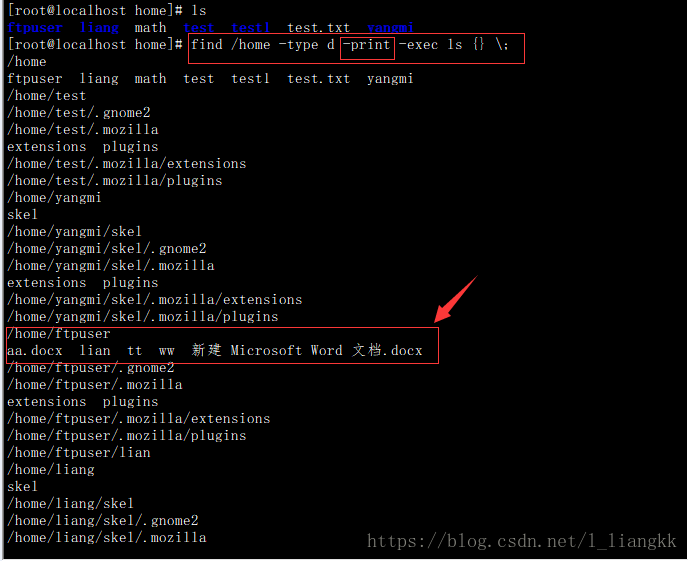 [root@localhost home]# ls
ftpuser liang math test test1 test.txt yangmi
[root@localhost home]# find /home -type d -print -exec ls {} \;
/home
ftpuser liang math test test1 test.txt yangmi
/home/test
/home/test/.gnome2
/home/test/.mozilla
extensions plugins
/home/test/.mozilla/extensions
/home/test/.mozilla/plugins
/home/yangmi
skel
/home/yangmi/skel
/home/yangmi/skel/.gnome2
/home/yangmi/skel/.mozilla
extensions plugins
/home/yangmi/skel/.mozilla/extensions
/home/yangmi/skel/.mozilla/plugins
/home/ftpuser
aa.docx lian tt ww 新建 Microsoft Word 文档.docx
/home/ftpuser/.gnome2
/home/ftpuser/.mozilla
extensions plugins
/home/ftpuser/.mozilla/extensions
/home/ftpuser/.mozilla/plugins
/home/ftpuser/lian
/home/liang
skel
/home/liang/skel
/home/liang/skel/.gnome2
/home/liang/skel/.mozilla
https://blog.csdn.net/l_liangkk